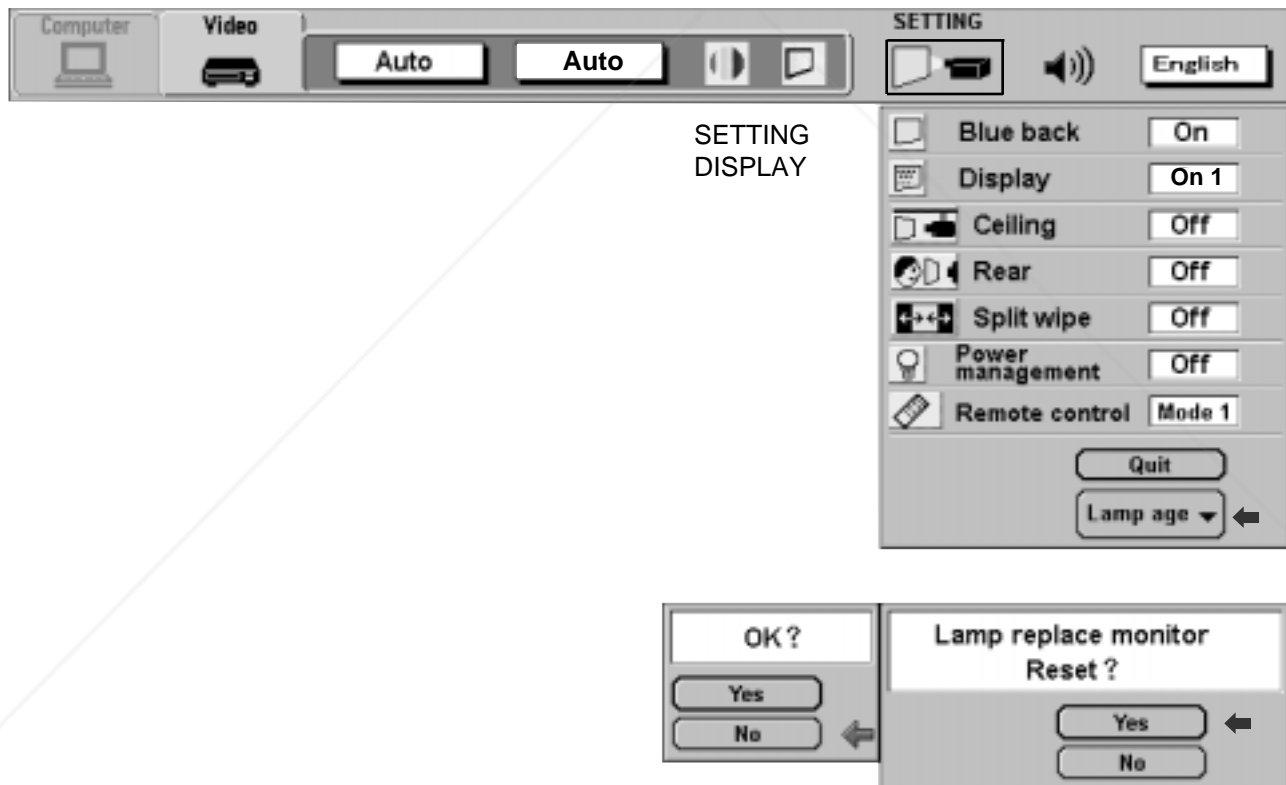 Computer
Video
Auto
Auto
SETTING
English
SETTING
DISPLAY
Blue back On
Display On 1
Ceiling Off
Rear Off
Split wipe Off
Power
management Off
Remote control Mode 1
Quit
Lamp age
OK ?
Yes
No
Lamp replace monitor
Reset ?
Yes
No